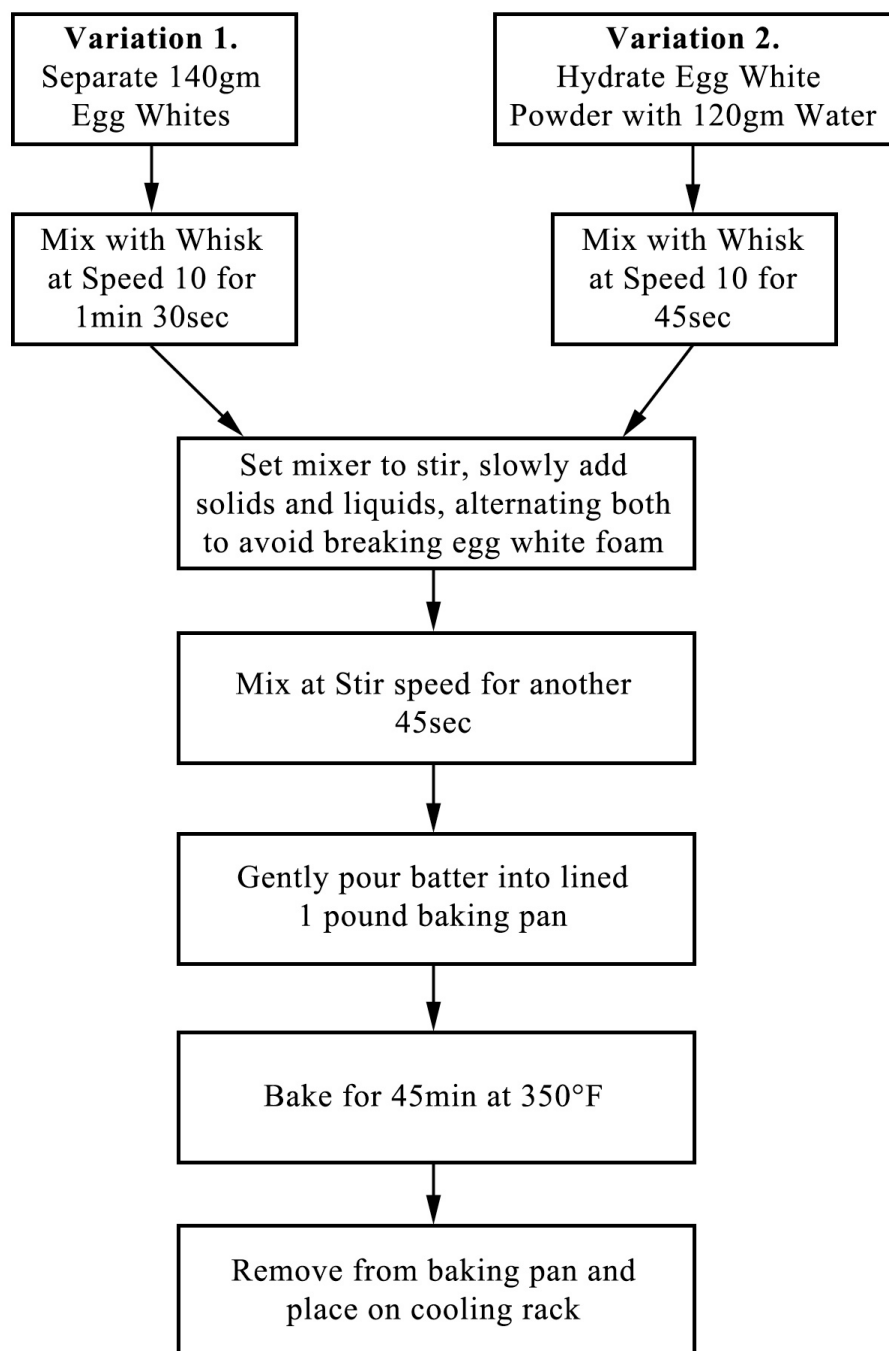 Variation 1.
Separate 140gm
Egg Whites
Variation 2.
Hydrate Egg White
Powder with 120gm Water
Mix with Whisk
at Speed 10 for
1min 30sec
Mix with Whisk
at Speed 10 for
45sec
Set mixer to stir, slowly add
solids and liquids, alternating both
to avoid breaking egg white foam
Mix at Stir speed for another
45sec
Gently pour batter into lined
1 pound baking pan
Bake for 45min at 350°F
Remove from baking pan and
place on cooling rack